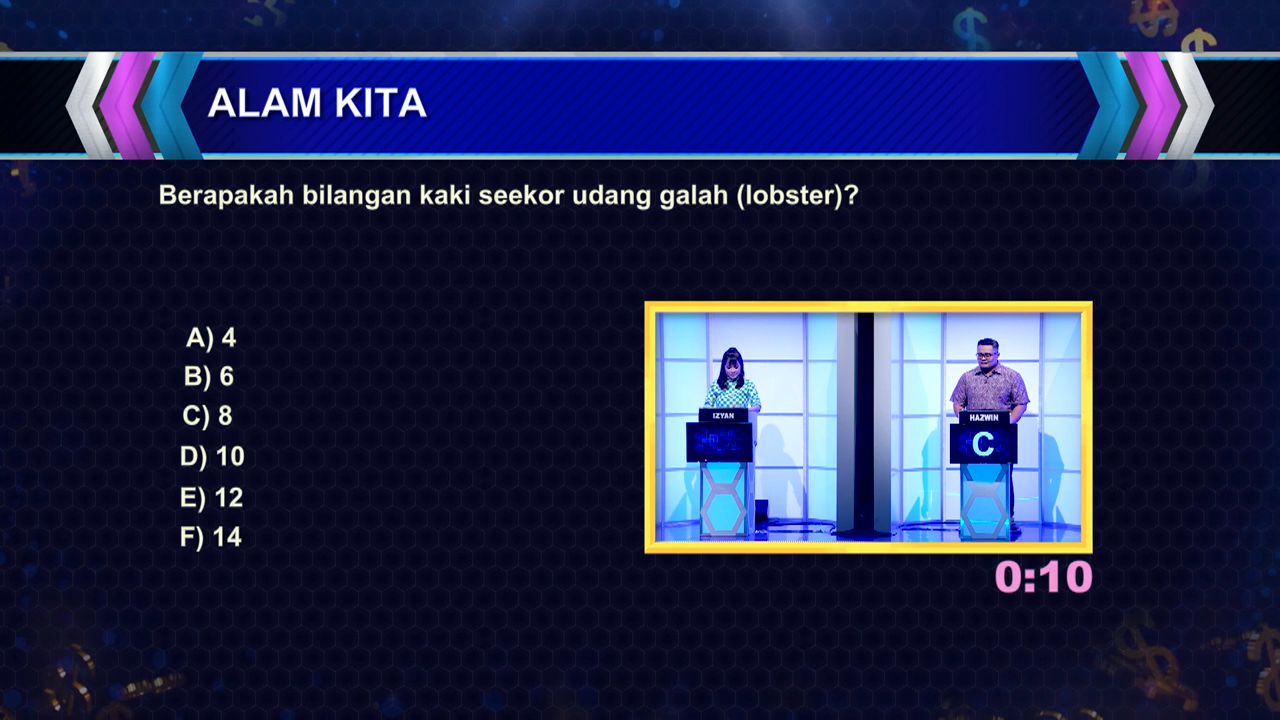 ALAM KITA
Berapakah bilangan kaki seekor udang galah (lobster)?
A) 4
B) 6
C) 8
D) 10
E) 12
F) 14
IZYAN
HAZWIN
C
0:10